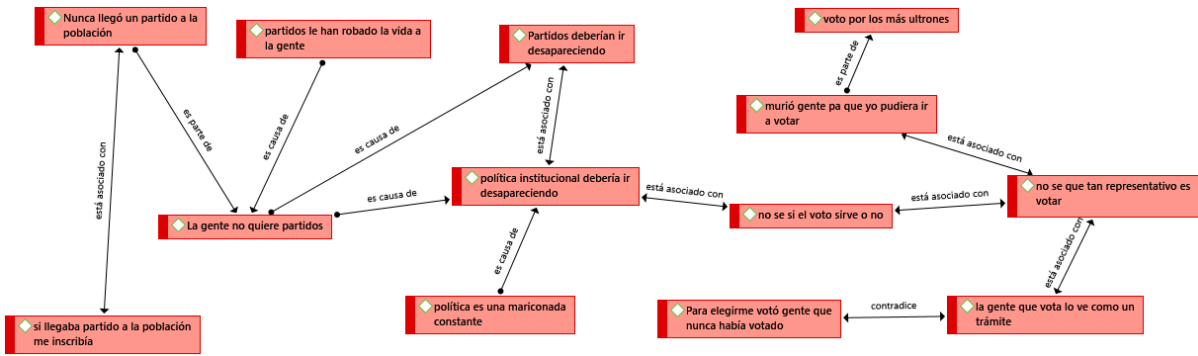 Nunca llegó un partido a la
población
partidos le han robado la vida a
la gente
Partidos deberían ir
desapareciendo
voto por los más ultrones
es parte de
murió gente pa que yo pudiera ir
a votar
es parte de
es causa de
es causa de
está asociado con
está asociado con
está asociado con
política institucional debería ir
desapareciendo
es causa de
está asociado con
está asociado con
no se que tan representativo es
votar
La gente no quiere partidos
no se si el voto sirve o no
es causa de
está asociado con
política es una mariconada
constante
Para elegirme votó gente que
nunca había votado
contradice
la gente que vota lo ve como un
trámite
si llegaba partido a la población
me inscribía